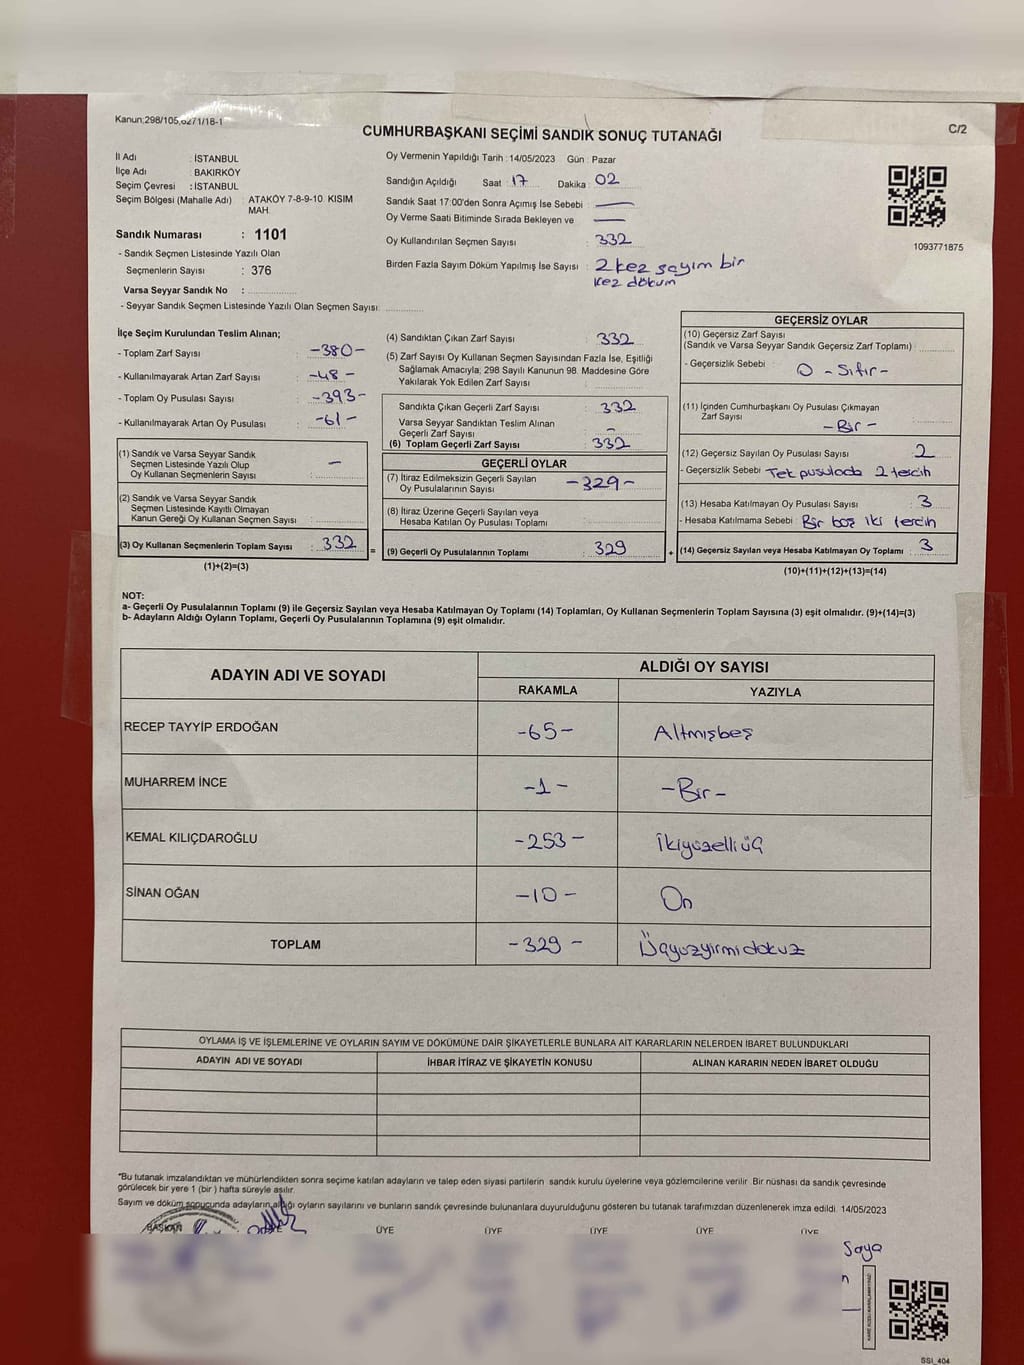 Kanun:298/105,6271/18-1
CUMHURBAŞKANI SEÇİMİ SANDIK SONUÇ TUTANAĞI
C/2
İl Adı : İSTANBUL
İlçe Adı : BAKIRKÖY
Seçim Çevresi : İSTANBUL
Seçim Bölgesi (Mahalle Adı) : ATAKÖY 7-8-9-10. KISIM
MAH.
Sandık Numarası : 1101
- Sandık Seçmen Listesinde Yazılı Olan
Seçmenlerin Sayısı : 376
Varsa Seyyar Sandık No :
- Seyyar Sandık Seçmen Listesinde Yazılı Olan Seçmen Sayısı:
Oy Vermenin Yapıldığı Tarih : 14/05/2023 Gün : Pazar
Sandığın Açıldığı Saat : 17 Dakika : 02
Sandık Saat 17:00'den Sonra Açımış İse Sebebi :
Oy Verme Saati Bitiminde Sırada Bekleyen ve
Oy Kullandırılan Seçmen Sayısı : 332
Birden Fazla Sayım Döküm Yapılmış İse Sayısı : 2 kez sayım bir
kez döküm
1093771875
İlçe Seçim Kurulundan Teslim Alınan;
- Toplam Zarf Sayısı : -380-
- Kullanılmayarak Artan Zarf Sayısı : -48-
- Toplam Oy Pusulası Sayısı : -393-
- Kullanılmayarak Artan Oy Pusulası : -61-
(1) Sandık ve Varsa Seyyar Sandık
Seçmen Listesinde Yazılı Olup
Oy Kullanan Seçmenlerin Sayısı : —
(2) Sandık ve Varsa Seyyar Sandık
Seçmen Listesinde Kayıtlı Olmayan
Kanun Gereği Oy Kullanan Seçmen Sayısı :
(3) Oy Kullanan Seçmenlerin Toplam Sayısı : 332 =
(1)+(2)=(3)
(4) Sandıktan Çıkan Zarf Sayısı : 332
(5) Zarf Sayısı Oy Kullanan Seçmen Sayısından Fazla İse, Eşitliği
Sağlamak Amacıyla; 298 Sayılı Kanunun 98. Maddesine Göre
Yakılarak Yok Edilen Zarf Sayısı :
Sandıkta Çıkan Geçerli Zarf Sayısı : 332
Varsa Seyyar Sandıktan Teslim Alınan
Geçerli Zarf Sayısı : -
(6) Toplam Geçerli Zarf Sayısı : 332
GEÇERLİ OYLAR
(7) İtiraz Edilmeksizin Geçerli Sayılan
Oy Pusulalarının Sayısı : -329-
(8) İtiraz Üzerine Geçerli Sayılan veya
Hesaba Katılan Oy Pusulası Toplamı :
(9) Geçerli Oy Pusulalarının Toplamı : 329 +
GEÇERSİZ OYLAR
(10) Geçersiz Zarf Sayısı
(Sandık ve Varsa Seyyar Sandık Geçersiz Zarf Toplamı) :
- Geçersizlik Sebebi : 0 - Sıfır -
(11) İçinden Cumhurbaşkanı Oy Pusulası Çıkmayan
Zarf Sayısı : - Bir -
(12) Geçersiz Sayılan Oy Pusulası Sayısı : 2
- Geçersizlik Sebebi Tek pusulada 2 tercih
(13) Hesaba Katılmayan Oy Pusulası Sayısı : 3
- Hesaba Katılmama Sebebi Bir boş iki tercih
(14) Geçersiz Sayılan veya Hesaba Katılmayan Oy Toplamı : 3
(10)+(11)+(12)+(13)=(14)
NOT:
a- Geçerli Oy Pusulalarının Toplamı (9) ile Geçersiz Sayılan veya Hesaba Katılmayan Oy Toplamı (14) Toplamları, Oy Kullanan Seçmenlerin Toplam Sayısına (3) eşit olmalıdır. (9)+(14)=(3)
b- Adayların Aldığı Oyların Toplamı, Geçerli Oy Pusulalarının Toplamına (9) eşit olmalıdır.
ADAYIN ADI VE SOYADI
ALDIĞI OY SAYISI
RAKAMLA YAZIYLA
RECEP TAYYİP ERDOĞAN -65- Altmışbeş
MUHARREM İNCE -1- -Bir-
KEMAL KILIÇDAROĞLU -253- İkiyüzelliüç
SİNAN OĞAN -10- On
TOPLAM -329- Üçyüzyirmidokuz
OYLAMA İŞ VE İŞLEMLERİNE VE OYLARIN SAYIM VE DÖKÜMÜNE DAİR ŞİKAYETLERLE BUNLARA AİT KARARLARIN NELERDEN İBARET BULUNDUKLARI
ADAYIN ADI VE SOYADI İHBAR İTİRAZ VE ŞİKAYETİN KONUSU ALINAN KARARIN NEDEN İBARET OLDUĞU
*Bu tutanak imzalandıktan ve mühürlendikten sonra seçime katılan adayların ve talep eden siyasi partilerin sandık kurulu üyelerine veya gözlemcilerine verilir. Bir nüshası da sandık çevresinde
görülecek bir yere 1 (bir) hafta süreyle asılır.
Sayım ve döküm sonucunda adayların aldığı oyların sayılarını ve bunların sandık çevresinde bulunanlara duyurulduğunu gösteren bu tutanak tarafımızdan düzenlenerek imza edildi. 14/05/2023
BAŞKAN ÜYE ÜYE ÜYE ÜYE ÜYE
Saya
SSI_404